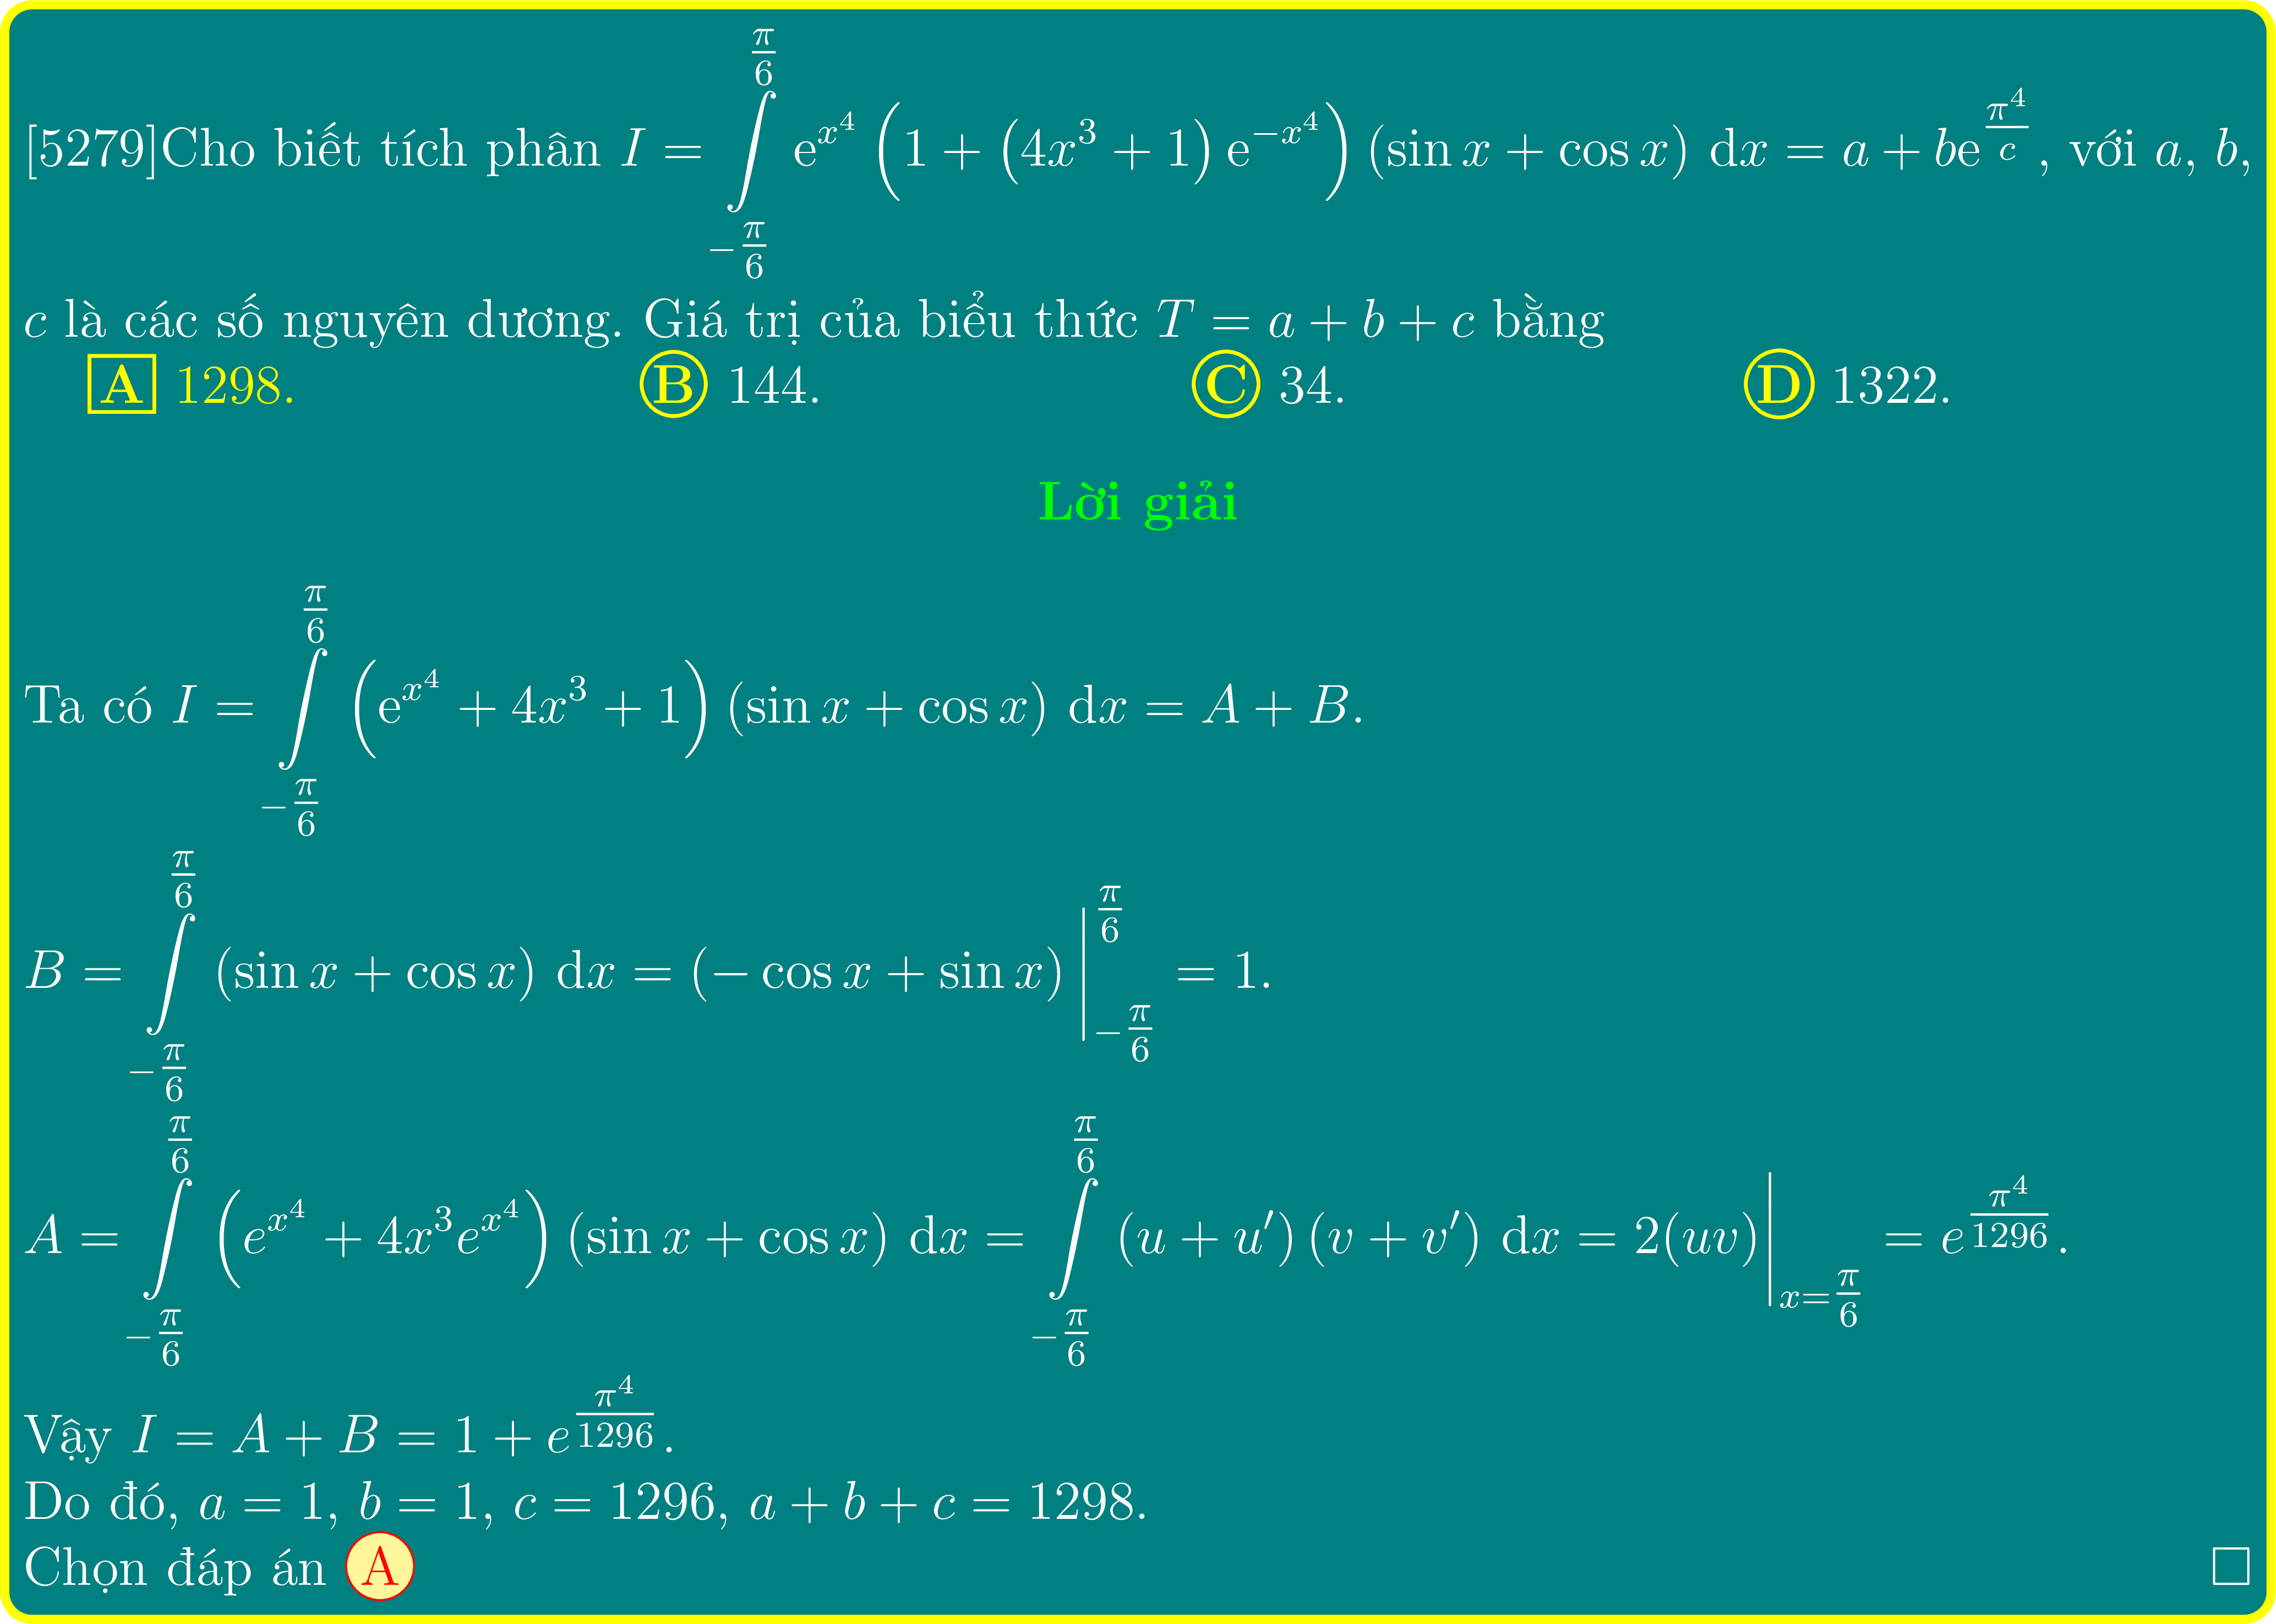 [5279]Cho biết tích phân $I = \int\limits_{-\frac{\pi}{6}}^{\frac{\pi}{6}} \mathrm{e}^{x^4} \left(1 + \left(4x^3 + 1\right) \mathrm{e}^{-x^4}\right) (\sin x + \cos x) \ \mathrm{d}x = a + b\mathrm{e}^{\frac{\pi^4}{c}}$, với $a$, $b$,
$c$ là các số nguyên dương. Giá trị của biểu thức $T = a + b + c$ bằng
A 1298. B 144. C 34. D 1322.
Lời giải
Ta có $I = \int\limits_{-\frac{\pi}{6}}^{\frac{\pi}{6}} \left(\mathrm{e}^{x^4} + 4x^3 + 1\right) (\sin x + \cos x) \ \mathrm{d}x = A + B.$
$B = \int\limits_{-\frac{\pi}{6}}^{\frac{\pi}{6}} (\sin x + \cos x) \ \mathrm{d}x = (-\cos x + \sin x) \Big|_{-\frac{\pi}{6}}^{\frac{\pi}{6}} = 1.$
$A = \int\limits_{-\frac{\pi}{6}}^{\frac{\pi}{6}} \left(e^{x^4} + 4x^3 e^{x^4}\right) (\sin x + \cos x) \ \mathrm{d}x = \int\limits_{-\frac{\pi}{6}}^{\frac{\pi}{6}} (u + u') (v + v') \ \mathrm{d}x = 2(uv)\Big|_{x=\frac{\pi}{6}} = e^{\frac{\pi^4}{1296}}.$
Vậy $I = A + B = 1 + e^{\frac{\pi^4}{1296}}.$
Do đó, $a = 1$, $b = 1$, $c = 1296$, $a + b + c = 1298.$
Chọn đáp án A □